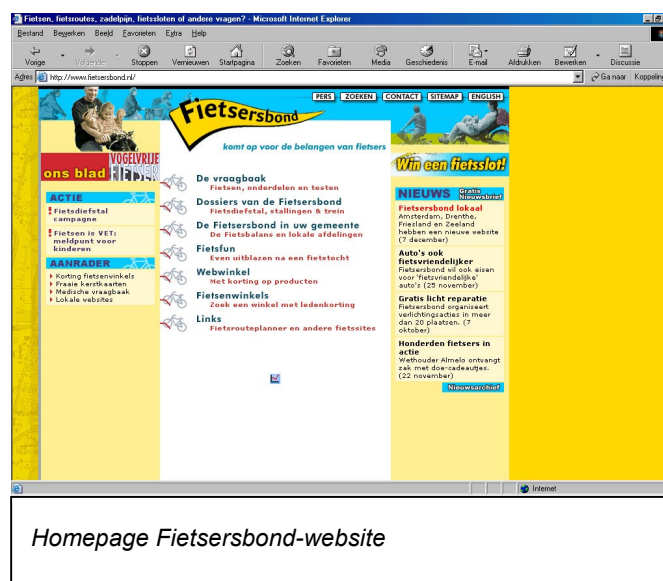 Fietsen, fietsroutes, zadelpijn, fietssloten of andere vragen? - Microsoft Internet Explorer
Bestand Bewerken Beeld Favorieten Extra Help
Vorige Volgende Stoppen Vernieuwen Startpagina Zoeken Favorieten Media Geschiedenis E-mail Afdrukken Bewerken Discussie
Adres http://www.fietsersbond.nl/ Ga naar Koppeling
PERS ZOEKEN CONTACT SITEMAP ENGLISH
Fietsersbond
komt op voor de belangen van fietsers
ons blad VOGELVRIJE
FIETSER
ACTIE
! Fietsdiefstal
campagne
! Fietsen is VET:
meldpunt voor
kinderen
AANRADER
Korting fietsenwinkels
Fraaie kerstkaarten
Medische vraagbaak
Lokale websites
De vraagbaak
Fietsen, onderdelen en testen
Dossiers van de Fietsersbond
Fietsdiefstal, stallingen & trein
De Fietsersbond in uw gemeente
De Fietsbalans en lokale afdelingen
Fietsfun
Even uitblazen na een fietstocht
Webwinkel
Met korting op producten
Fietsenwinkels
Zoek een winkel met ledenkorting
Links
Fietsrouteplanner en andere fietssites
Win een fietsslot!
NIEUWS Gratis
Nieuwsbrief
Fietsersbond lokaal
Amsterdam, Drenthe,
Friesland en Zeeland
hebben een nieuwe website
(7 december)
Auto's ook
fietsvriendelijker
Fietsersbond wil ook eisen
voor 'fietsvriendelijke'
auto's (25 november)
Gratis licht reparatie
Fietsersbond organiseert
verlichtingsacties in meer
dan 20 plaatsen. (7
oktober)
Honderden fietsers in
actie
Wethouder Almelo ontvangt
zak met doe-cadeautjes.
(22 november)
Nieuwsarchief
Internet
Homepage Fietsersbond-website